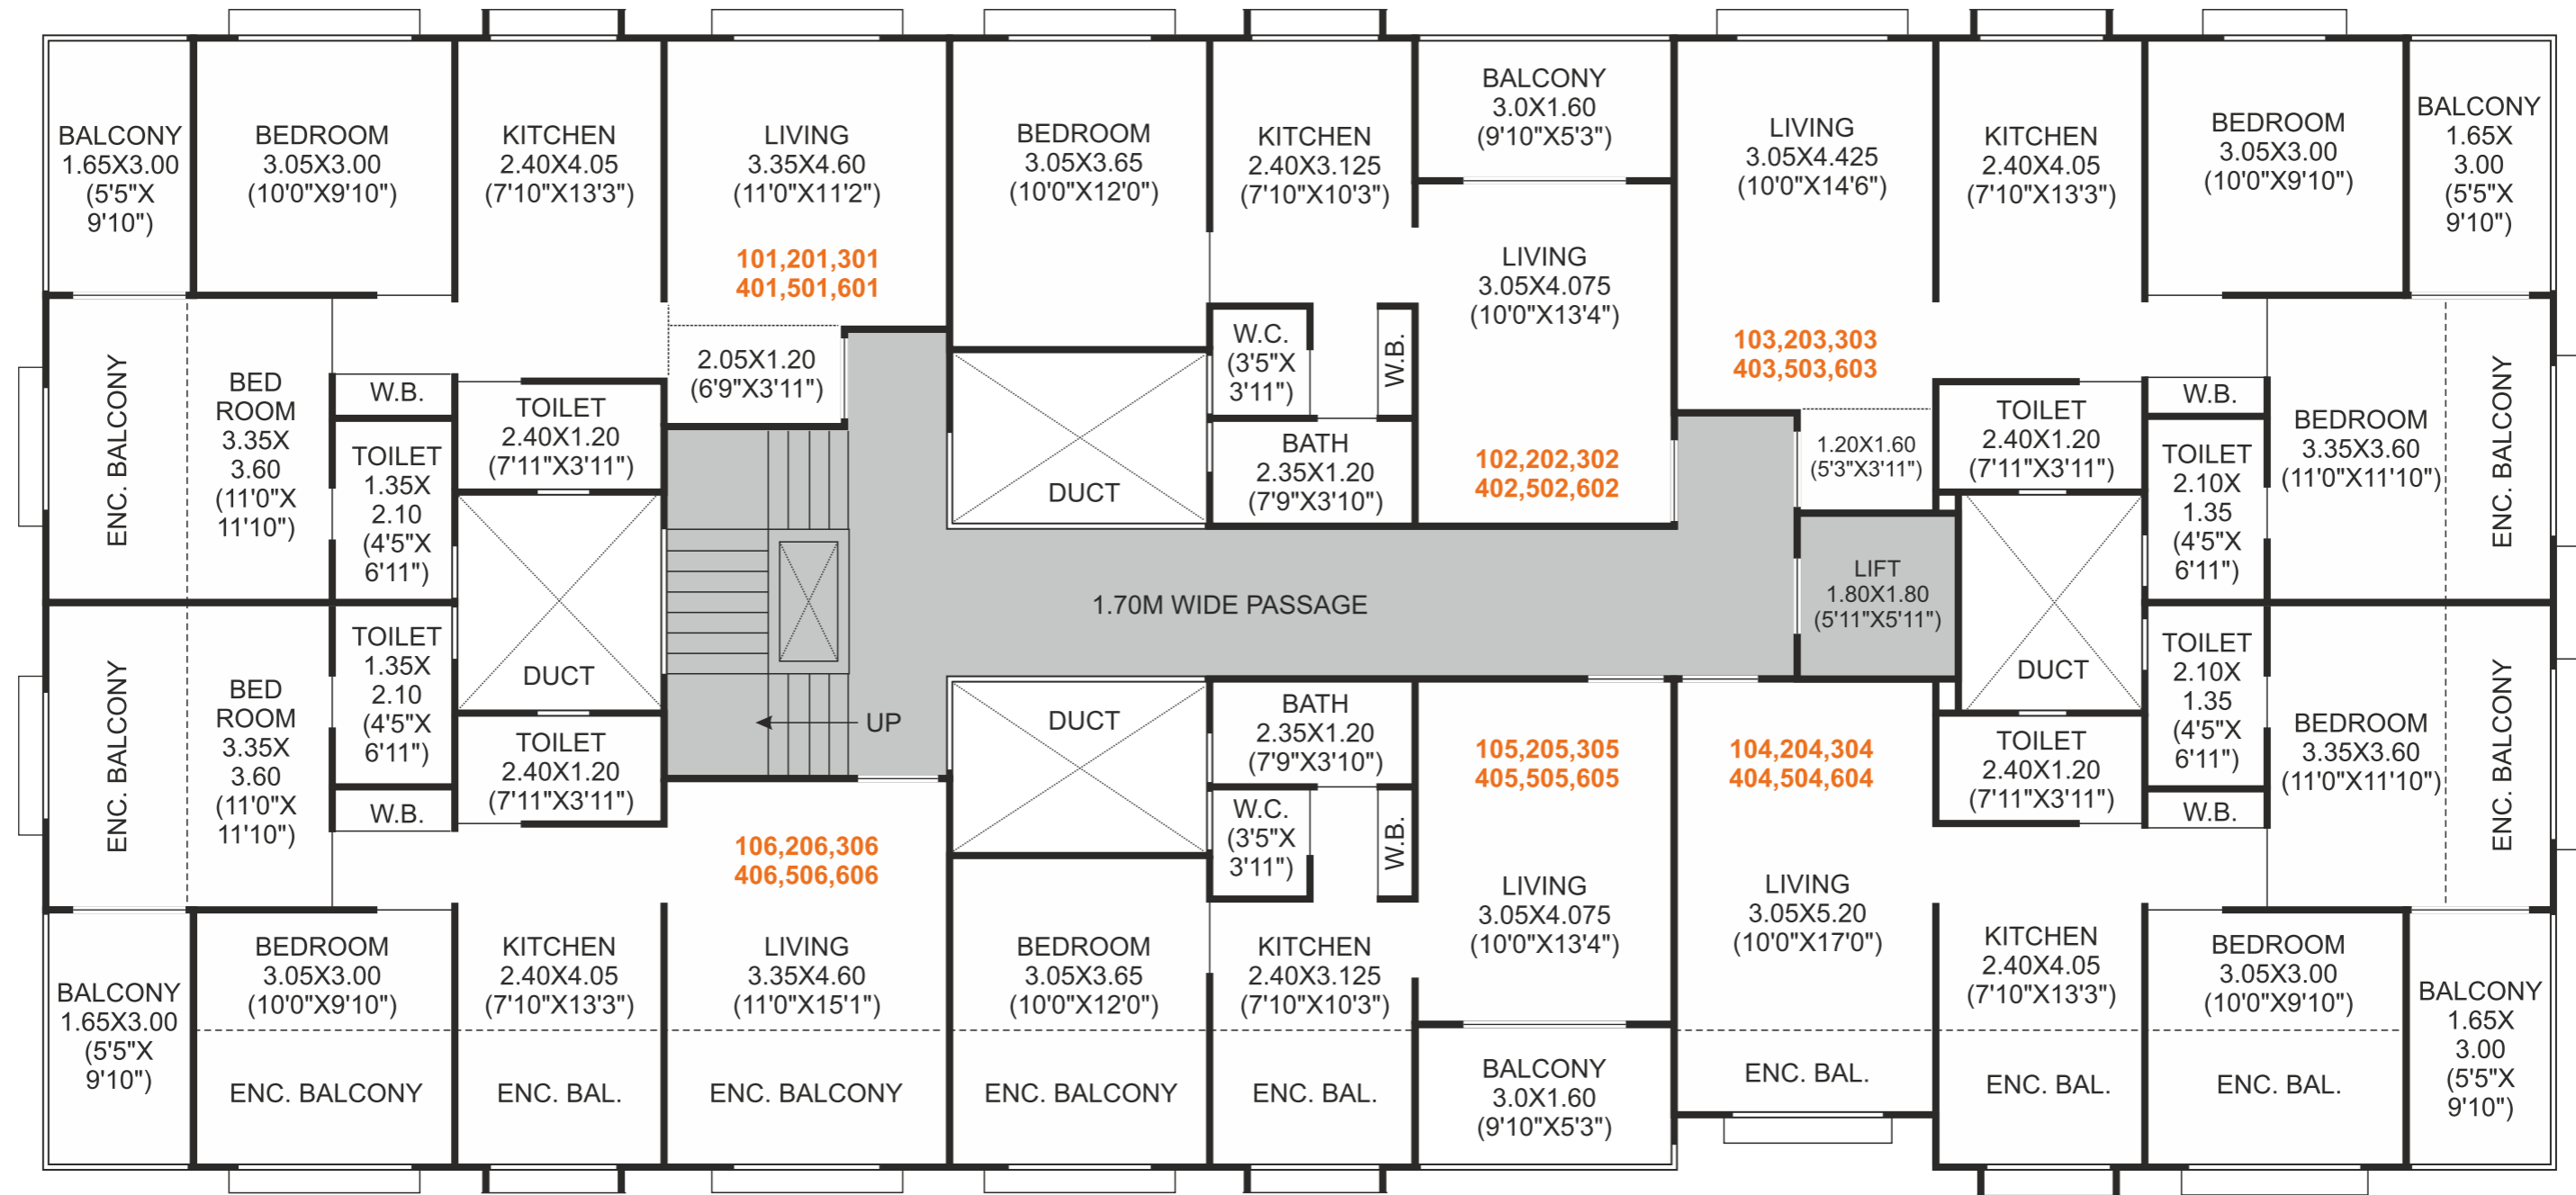 BALCONY
1.65X3.00
(5'5"X
9'10")
BEDROOM
3.05X3.00
(10'0"X9'10")
KITCHEN
2.40X4.05
(7'10"X13'3")
LIVING
3.35X4.60
(11'0"X11'2")
101,201,301
401,501,601
BEDROOM
3.05X3.65
(10'0"X12'0")
KITCHEN
2.40X3.125
(7'10"X10'3")
BALCONY
3.0X1.60
(9'10"X5'3")
LIVING
3.05X4.075
(10'0"X13'4")
LIVING
3.05X4.425
(10'0"X14'6")
103,203,303
403,503,603
KITCHEN
2.40X4.05
(7'10"X13'3")
BEDROOM
3.05X3.00
(10'0"X9'10")
BALCONY
1.65X
3.00
(5'5"X
9'10")
ENC. BALCONY
BED
ROOM
3.35X
3.60
(11'0"X
11'10")
W.B.
TOILET
1.35X
2.10
(4'5"X
6'11")
TOILET
2.40X1.20
(7'11"X3'11")
2.05X1.20
(6'9"X3'11")
DUCT
W.C.
(3'5"X
3'11")
W.B.
BATH
2.35X1.20
(7'9"X3'10")
102,202,302
402,502,602
1.20X1.60
(5'3"X3'11")
TOILET
2.40X1.20
(7'11"X3'11")
W.B.
TOILET
2.10X
1.35
(4'5"X
6'11")
BEDROOM
3.35X3.60
(11'0"X11'10")
ENC. BALCONY
1.70M WIDE PASSAGE
LIFT
1.80X1.80
(5'11"X5'11")
ENC. BALCONY
BED
ROOM
3.35X
3.60
(11'0"X
11'10")
TOILET
1.35X
2.10
(4'5"X
6'11")
W.B.
DUCT
TOILET
2.40X1.20
(7'11"X3'11")
UP
106,206,306
406,506,606
DUCT
BATH
2.35X1.20
(7'9"X3'10")
W.C.
(3'5"X
3'11")
W.B.
105,205,305
405,505,605
104,204,304
404,504,604
DUCT
TOILET
2.40X1.20
(7'11"X3'11")
TOILET
2.10X
1.35
(4'5"X
6'11")
W.B.
BEDROOM
3.35X3.60
(11'0"X11'10")
ENC. BALCONY
BALCONY
1.65X3.00
(5'5"X
9'10")
BEDROOM
3.05X3.00
(10'0"X9'10")
ENC. BALCONY
KITCHEN
2.40X4.05
(7'10"X13'3")
ENC. BAL.
LIVING
3.35X4.60
(11'0"X15'1")
ENC. BALCONY
BEDROOM
3.05X3.65
(10'0"X12'0")
ENC. BALCONY
KITCHEN
2.40X3.125
(7'10"X10'3")
ENC. BAL.
LIVING
3.05X4.075
(10'0"X13'4")
BALCONY
3.0X1.60
(9'10"X5'3")
LIVING
3.05X5.20
(10'0"X17'0")
ENC. BAL.
KITCHEN
2.40X4.05
(7'10"X13'3")
ENC. BAL.
BEDROOM
3.05X3.00
(10'0"X9'10")
ENC. BAL.
BALCONY
1.65X
3.00
(5'5"X
9'10")